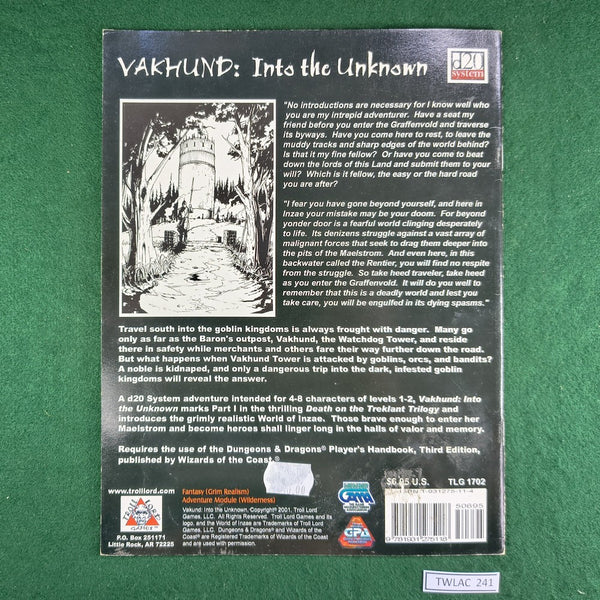 VAKHUND: Into the Unknown
d20
system
"No introductions are necessary for I know well who
you are my intrepid adventurer. Have a seat my
friend before you enter the Graffenvold and traverse
its byways. Have you come here to rest, to leave the
muddy tracks and sharp edges of the world behind?
Is that it my fine fellow? Or have you come to beat
down the lords of this Land and submit them to your
will? Which is it fellow, the easy or the hard road
you are after?
"I fear you have gone beyond yourself, and here in
Inzae your mistake may be your doom. For beyond
yonder door is a fearful world clinging desperately
to life. Its denizens struggle against a vast array of
malignant forces that seek to drag them deeper into
the pits of the Maelstrom. And even here, in this
backwater called the Rentier, you will find no respite
from the struggle. So take heed traveler, take heed
as you enter the Graffenvold. It will do you well to
remember that this is a deadly world and lest you
take care, you will be engulfed in its dying spasms."
Travel south into the goblin kingdoms is always frought with danger. Many go
only as far as the Baron's outpost, Vakhund, the Watchdog Tower, and reside
there in safety while merchants and others fare their way further down the road.
But what happens when Vakhund Tower is attacked by goblins, orcs, and bandits?
A noble is kidnaped, and only a dangerous trip into the dark, infested goblin
kingdoms will reveal the answer.
A d20 System adventure intended for 4-8 characters of levels 1-2, Vakhund: Into
the Unknown marks Part I in the thrilling Death on the Treklant Trilogy and
introduces the grimly realistic World of Inzae. Those brave enough to enter her
Maelstrom and become heroes shall linger long in the halls of valor and memory.
Requires the use of the Dungeons & Dragons® Player's Handbook, Third Edition,
published by Wizards of the Coast.®
www.trolllord.com
TROLL LORD
GAMES
P.O. Box 251171
Little Rock, AR 72225
Fantasy (Grim Realism)
Adventure Module (Wilderness)
Vakund: Into the Unknown, Copyright© 2001, Troll Lord
Games, LLC. Troll Lord Games and its
logo, and the World of Inzae are Trademarks of Troll Lord
Games, LLC. Dungeons & Dragons® and Wizards of the
Coast® are Registered Trademarks of Wizards of the Coast
and are used with permission.
GAMA
GPA
$6.95 U.S.
TLG 1702
ISBN 1-931275-11-4
50695
9781931275118
TWLAC 241